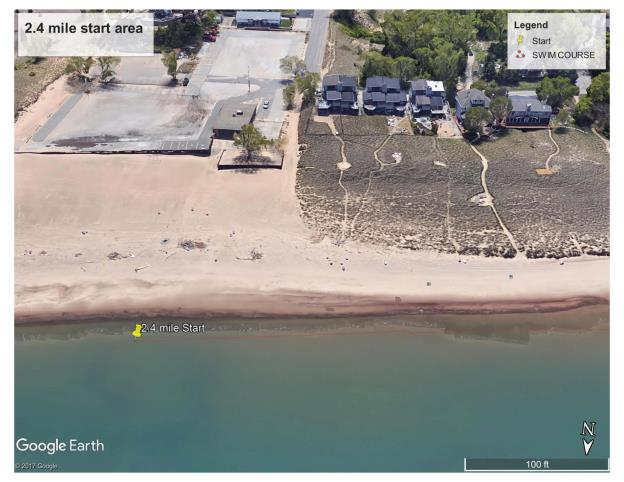 2.4 mile start area
Legend
Start
SWIM COURSE
2.4 mile Start
Google Earth
© 2017 Google
N
100 ft